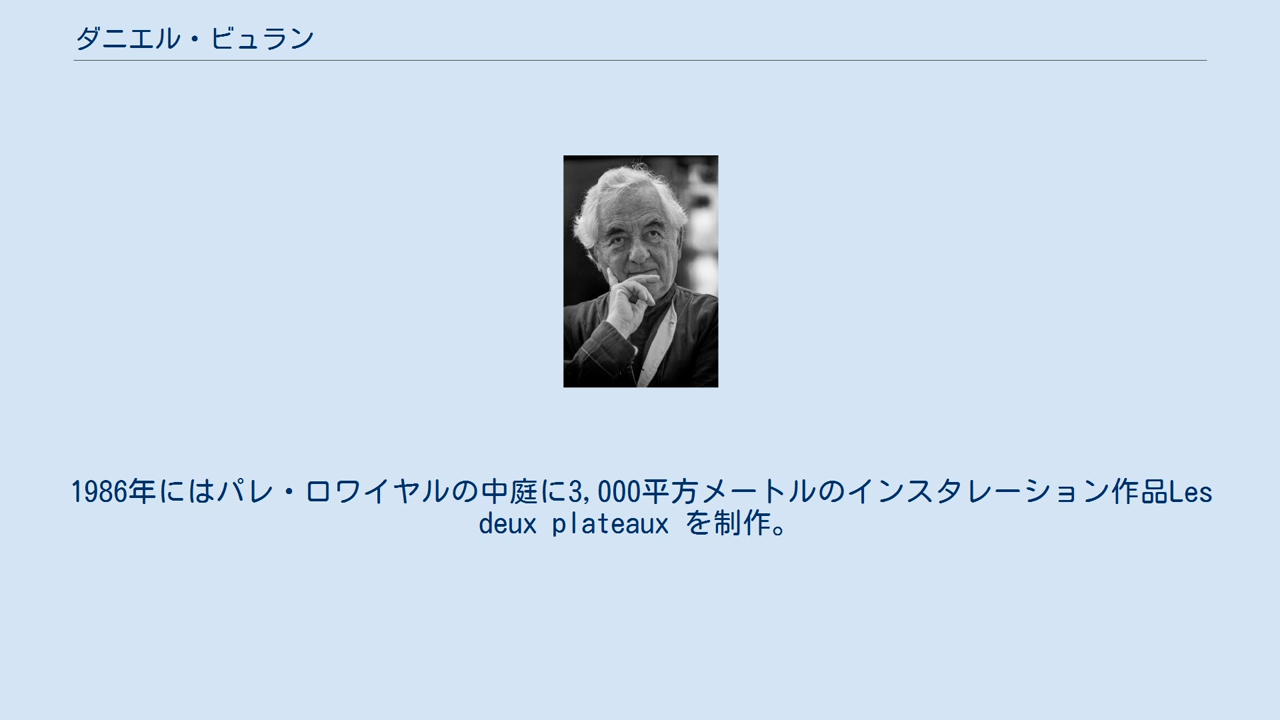 ダニエル・ビュラン
1986年にはパレ・ロワイヤルの中庭に3,000平方メートルのインスタレーション作品Les
deux plateaux を制作。